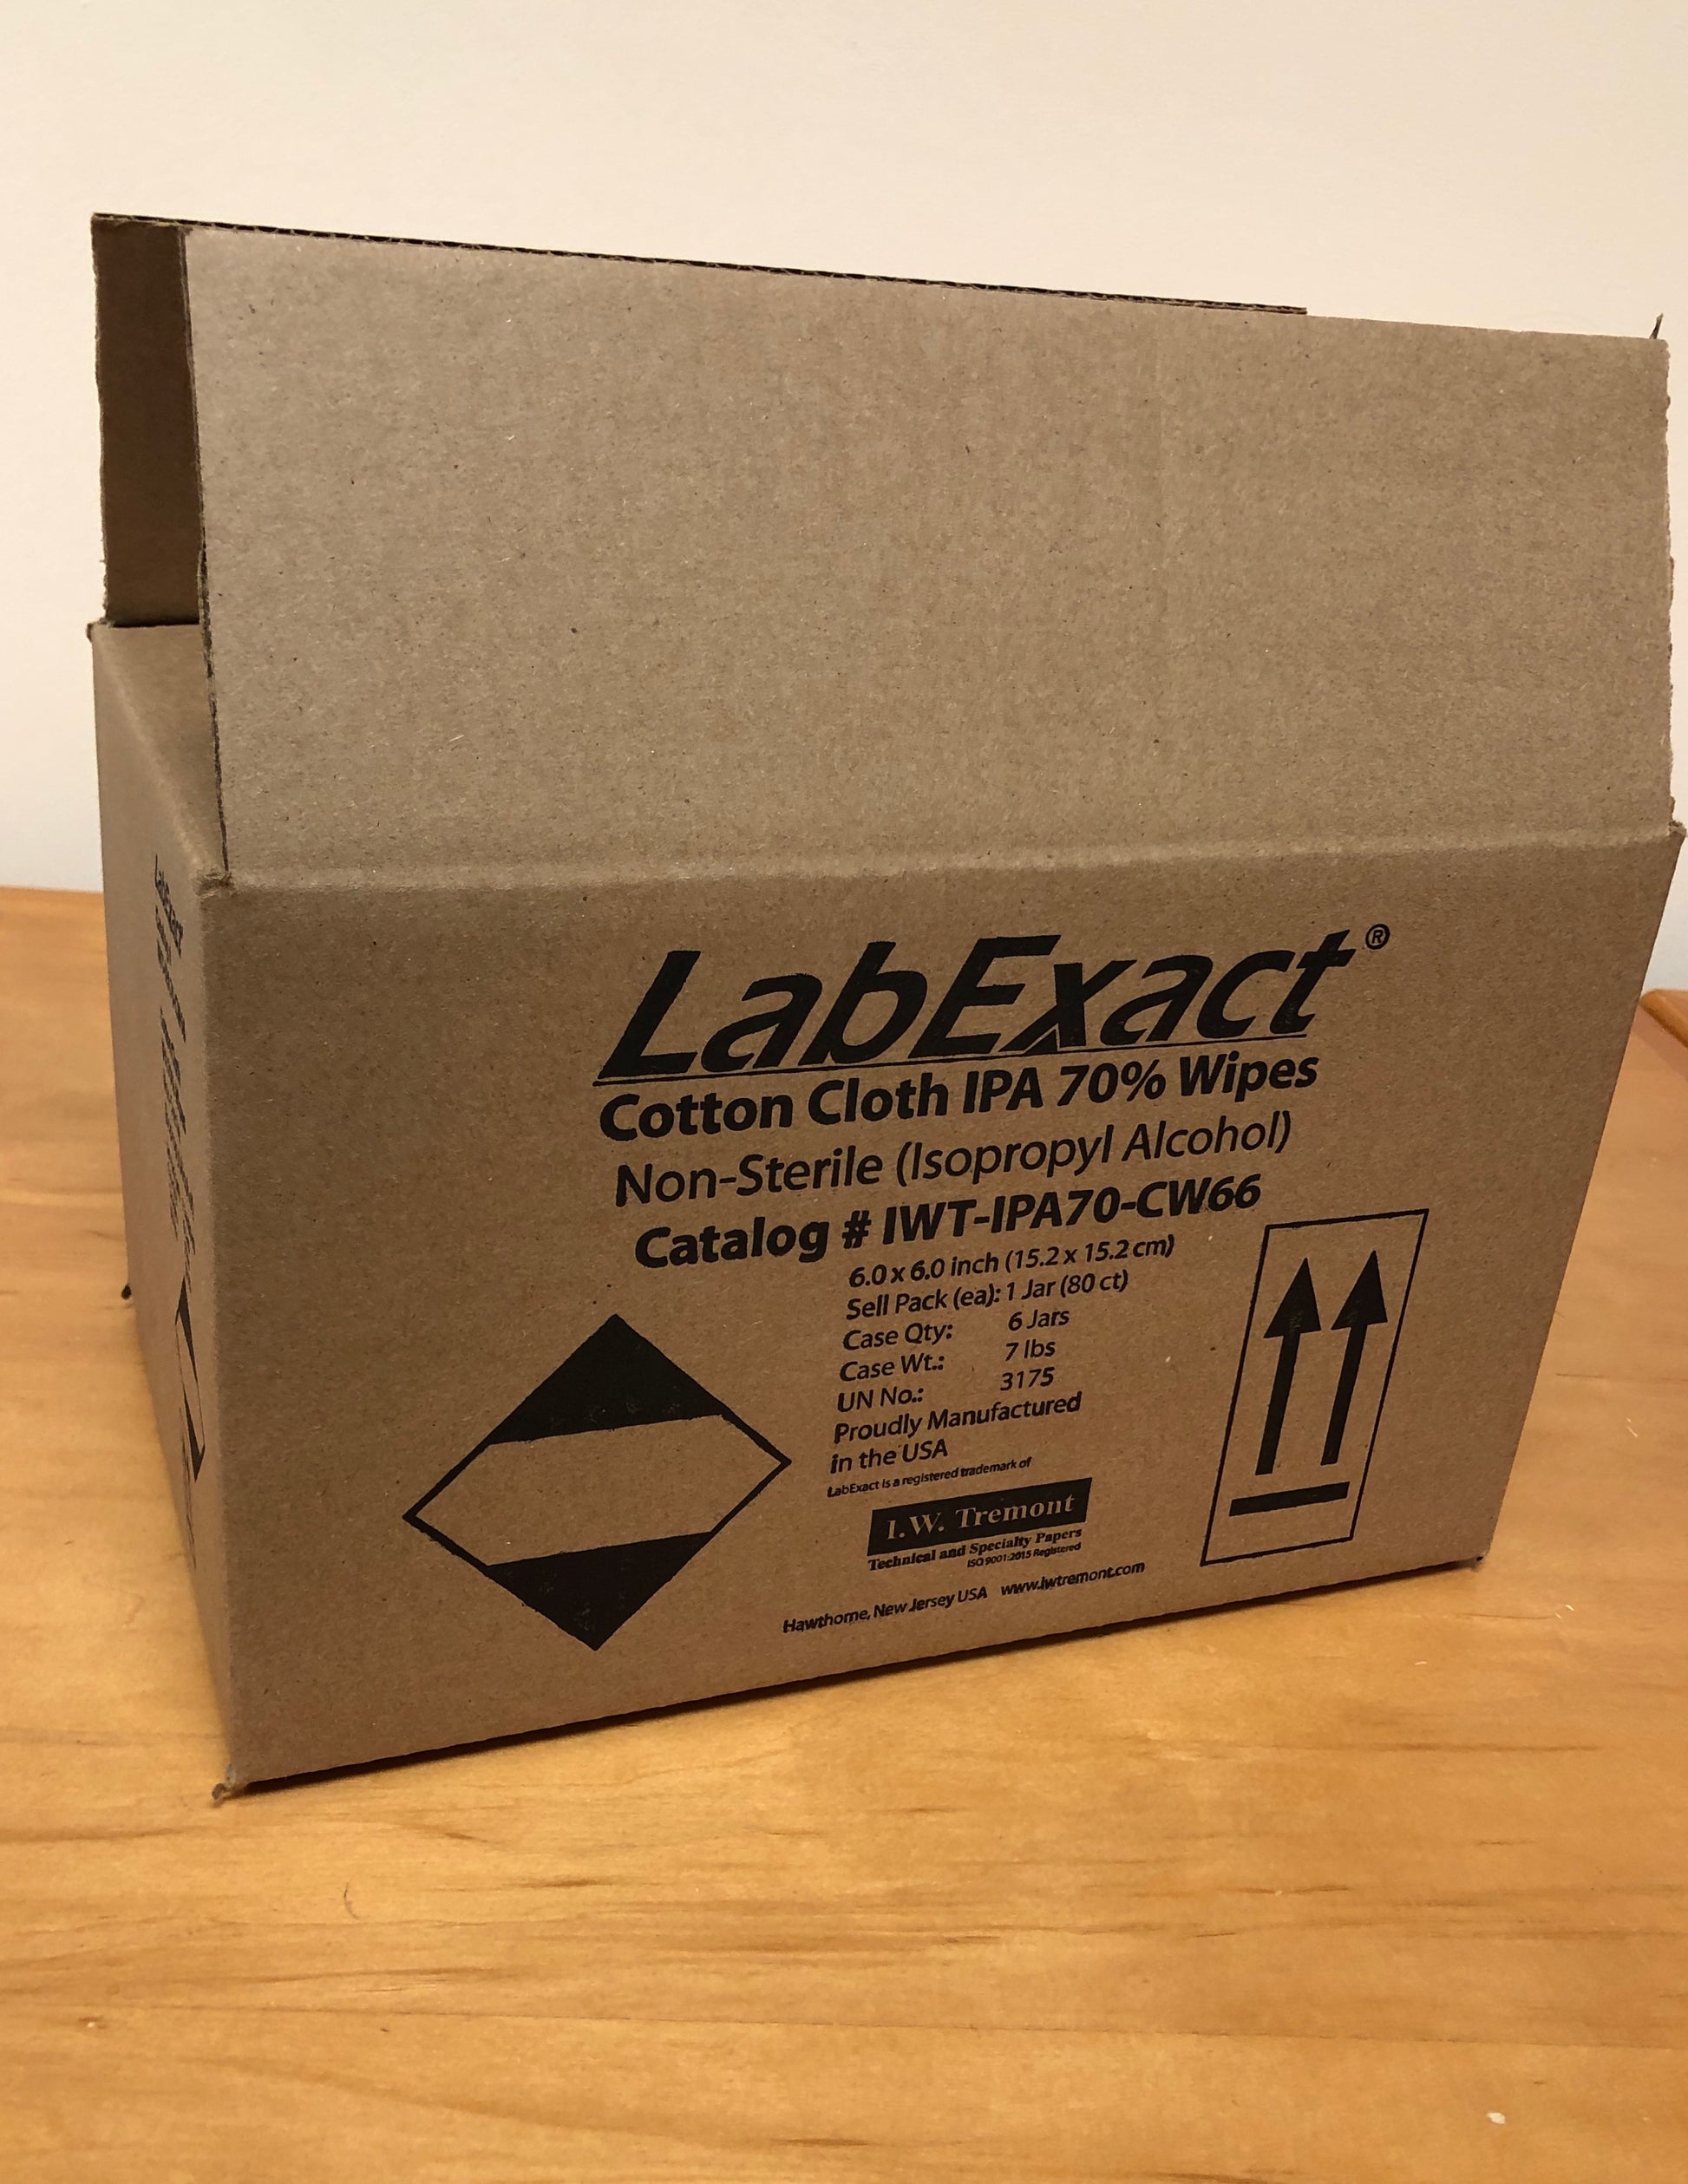 LabExact®
Cotton Cloth IPA 70% Wipes
Non-Sterile (Isopropyl Alcohol)
Catalog # IWT-IPA70-CW66
6.0 x 6.0 inch (15.2 x 15.2 cm)
Sell Pack (ea): 1 Jar (80 ct)
Case Qty: 6 Jars
Case Wt.: 7 lbs
UN No.: 3175
Proudly Manufactured
in the USA
LabExact is a registered trademark of
I.W. Tremont
Technical and Specialty Papers
ISO 9001:2015 Registered
Hawthorne, New Jersey USA www.iwtremont.com
LabExact